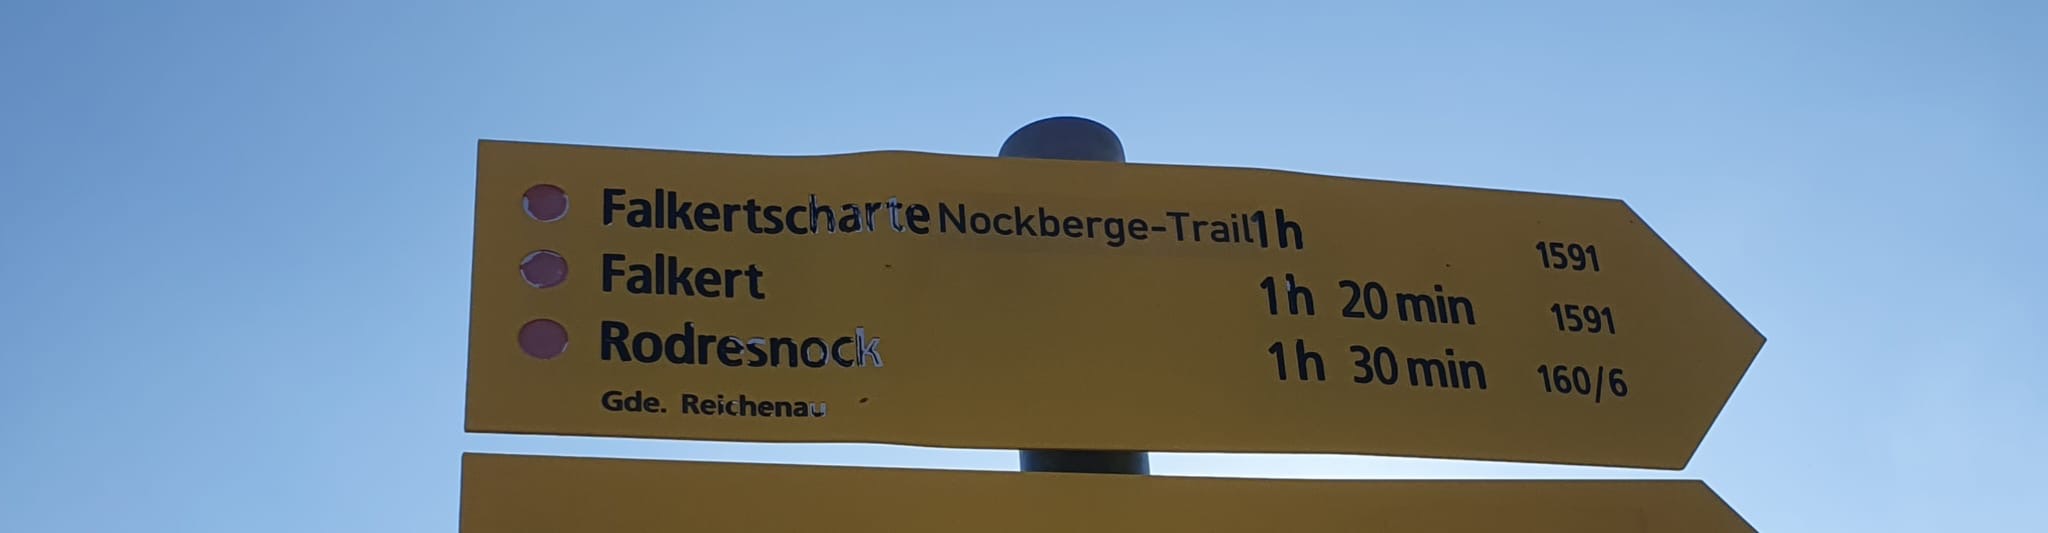 Falkertscharte Nockberge-Trail 1h 1591
Falkert 1h 20 min 1591
Rodresnock 1h 30 min 160/6
Gde. Reichenau